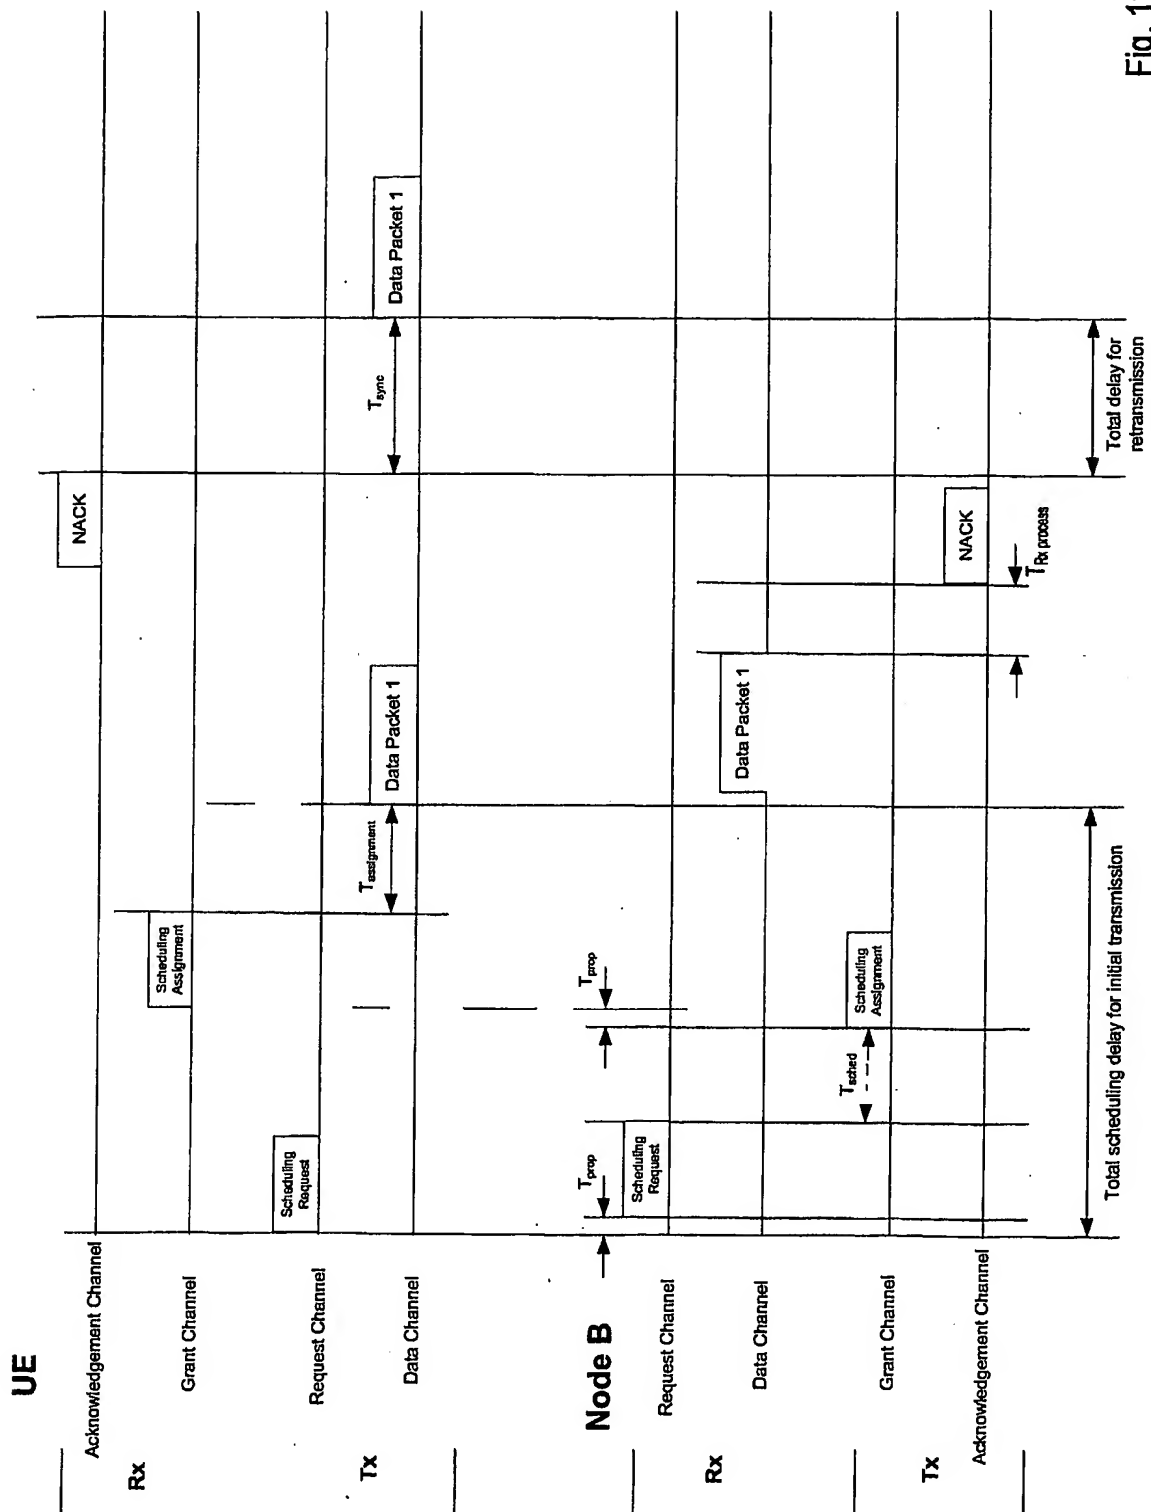 UE
Rx
Acknowledgement Channel
NACK
Grant Channel
Scheduling
Assignment
Tx
Request Channel
Scheduling
Request
Data Channel
Tassignment
Data Packet 1
Tsync
Data Packet 1
Node B
Tprop
Tprop
Rx
Request Channel
Scheduling
Request
Data Channel
Data Packet 1
Tx
Grant Channel
Tsched
Scheduling
Assignment
Acknowledgement Channel
NACK
TRx process
Total scheduling delay for initial transmission
Total delay for
retransmission